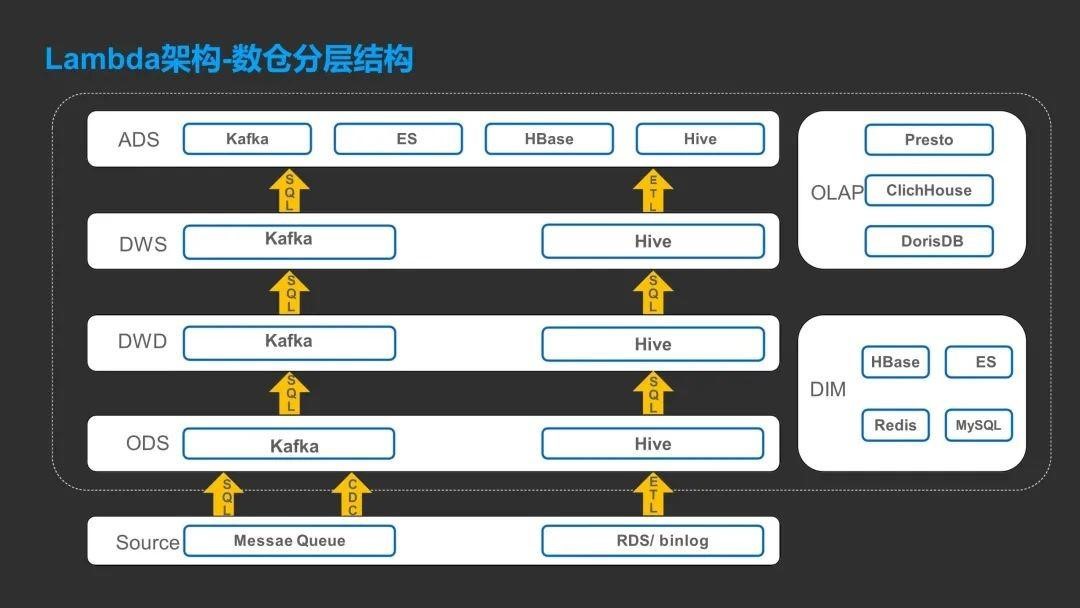 Lambda架构-数仓分层结构
ADS
Kafka
ES
HBase
Hive
SQL
ETL
DWS
Kafka
Hive
SQL
SQL
DWD
Kafka
Hive
SQL
SQL
ODS
Kafka
Hive
SQL
CDC
ETL
Source
Messae Queue
RDS/ binlog
OLAP
Presto
ClichHouse
DorisDB
DIM
HBase
ES
Redis
MySQL